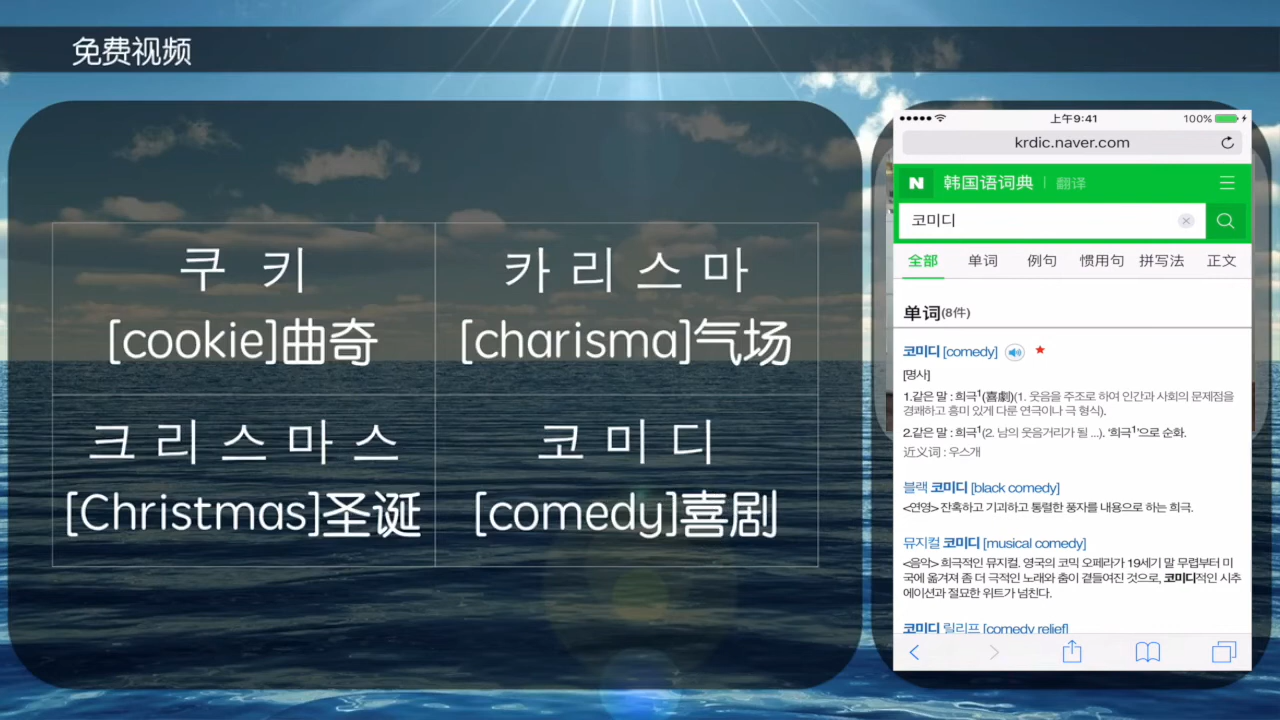 免费视频
쿠 키
[cookie]曲奇
카 리 스 마
[charisma]气场
크 리 스 마 스
[Christmas]圣诞
코 미 디
[comedy]喜剧
上午9:41
100%
krdic.naver.com
N 韩国语词典 | 翻译
코미디
全部 单词 例句 惯用句 拼写法 正文
单词(8件)
코미디 [comedy]
[명사]
1.같은 말 : 희극1(喜劇)(1. 웃음을 주조로 하여 인간과 사회의 문제점을
경쾌하고 흥미 있게 다룬 연극이나 극 형식).
2.같은 말 : 희극1(2. 남의 웃음거리가 될 ...). ‘희극1’으로 순화.
近义词 : 우스개
블랙 코미디 [black comedy]
<연영> 잔혹하고 기괴하고 통렬한 풍자를 내용으로 하는 희극.
뮤지컬 코미디 [musical comedy]
<음악> 희극적인 뮤지컬. 영국의 코믹 오페라가 19세기 말 무렵부터 미
국에 옮겨져 좀 더 극적인 노래와 춤이 곁들여진 것으로, 코미디적인 시추
에이션과 절묘한 위트가 넘친다.
코미디 릴리프 [comedy relief]